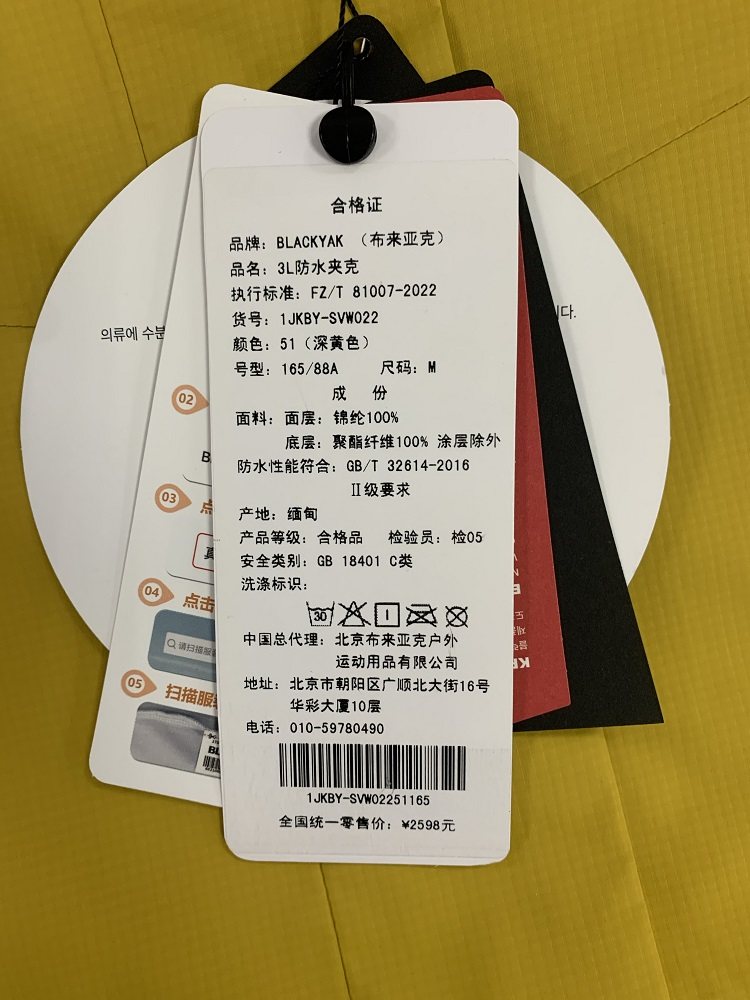 合格证
品牌：BLACKYAK （布来亚克）
品名：3L防水夹克
执行标准：FZ/T 81007-2022
货号：1JKBY-SVW022
颜色：51（深黄色）
号型：165/88A 尺码：M
成 份
面料：面层：锦纶100%
底层：聚酯纤维100% 涂层除外
防水性能符合：GB/T 32614-2016
Ⅱ级要求
产地：缅甸
产品等级：合格品 检验员：检05
安全类别：GB 18401 C类
洗涤标识：
30
中国总代理：北京布来亚克户外
运动用品有限公司
地址：北京市朝阳区广顺北大街16号
华彩大厦10层
电话：010-59780490
1JKBY-SVW02251165
全国统一零售价：¥2598元
의류에 수분
다.
02
03
点
04
点击
请扫描服
05
扫描服